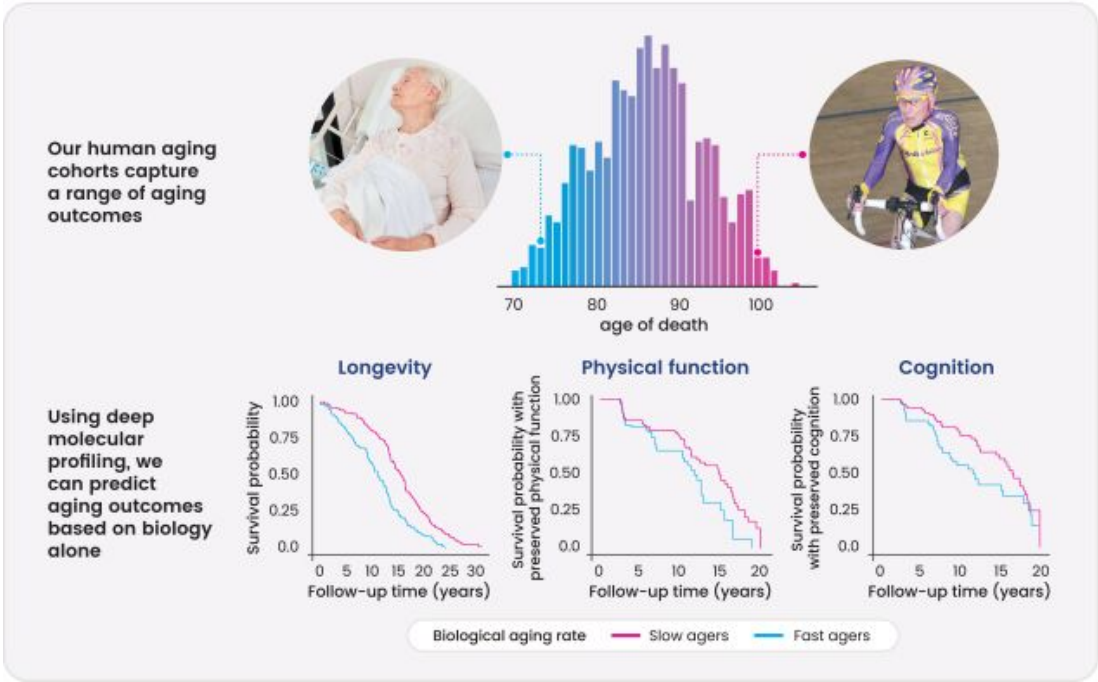 Our human aging
cohorts capture
a range of aging
outcomes
70 80 90 100
age of death
Longevity
Physical function
Cognition
Using deep
molecular
profiling, we
can predict
aging outcomes
based on biology
alone
Survival probability
1.00
0.75
0.50
0.25
0.0
0 5 10 15 20 25 30
Follow-up time (years)
Survival probability with
preserved physical function
1.00
0.75
0.50
0.25
0.0
0 5 10 15 20
Follow-up time (years)
Survival probability
with preserved cognition
1.00
0.75
0.50
0.25
0.0
0 5 10 15 20
Follow-up time (years)
Biological aging rate Slow agers Fast agers